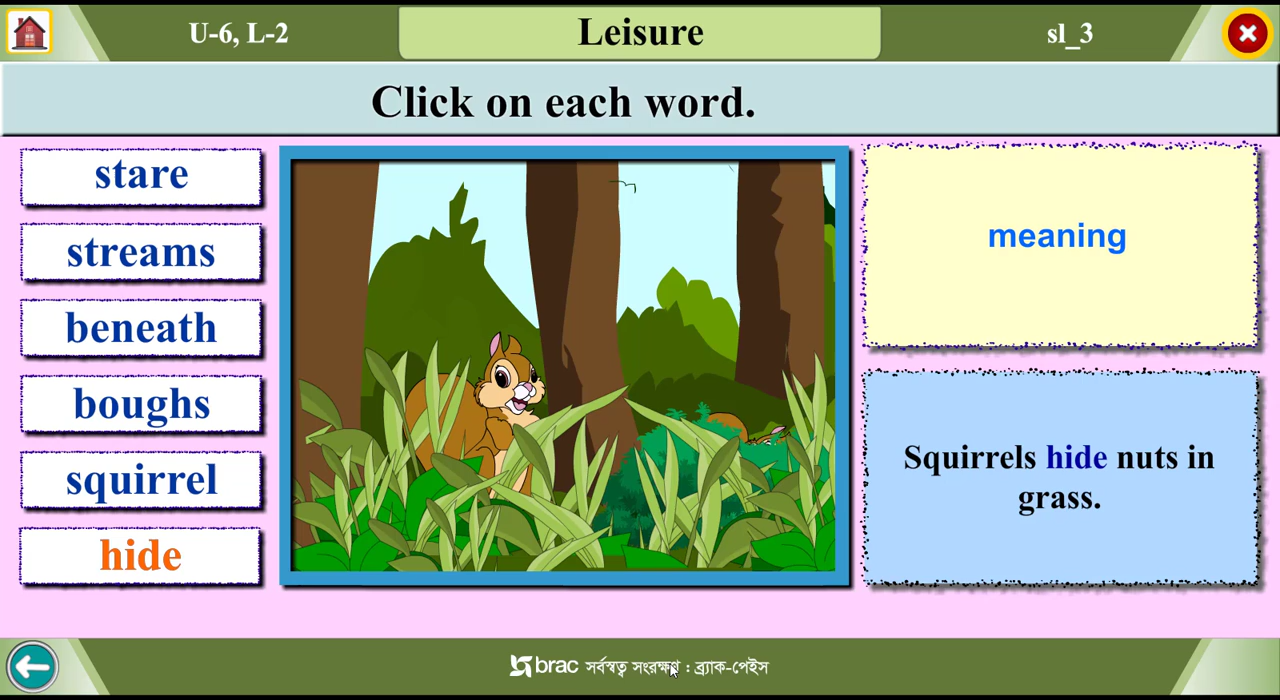 U-6, L-2
Leisure
sl_3
Click on each word.
stare
streams
beneath
boughs
squirrel
hide
meaning
Squirrels hide nuts in
grass.
brac সর্বস্বত্ব সংরক্ষণ : ব্র্যাক-পেইস